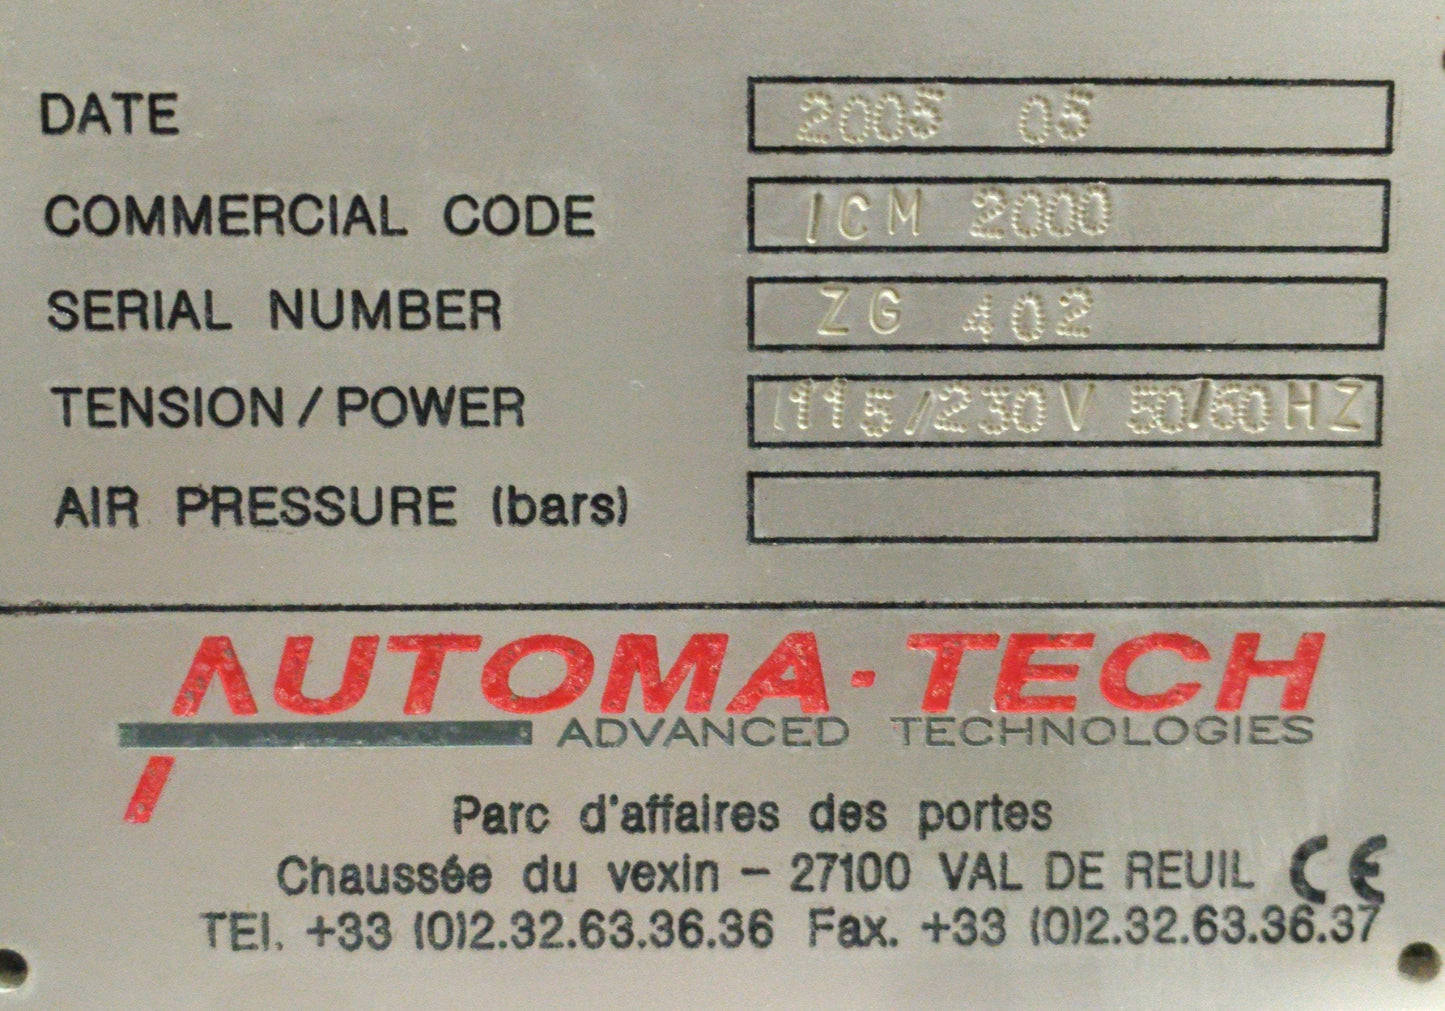 DATE 2005 05
COMMERCIAL CODE ICM 2000
SERIAL NUMBER ZG 402
TENSION / POWER 115/230V 50/60HZ
AIR PRESSURE (bars)
AUTOMA-TECH
ADVANCED TECHNOLOGIES
Parc d'affaires des portes
Chaussée du vexin - 27100 VAL DE REUIL CE
TEl. +33 (0)2.32.63.36.36 Fax. +33 (0)2.32.63.36.37